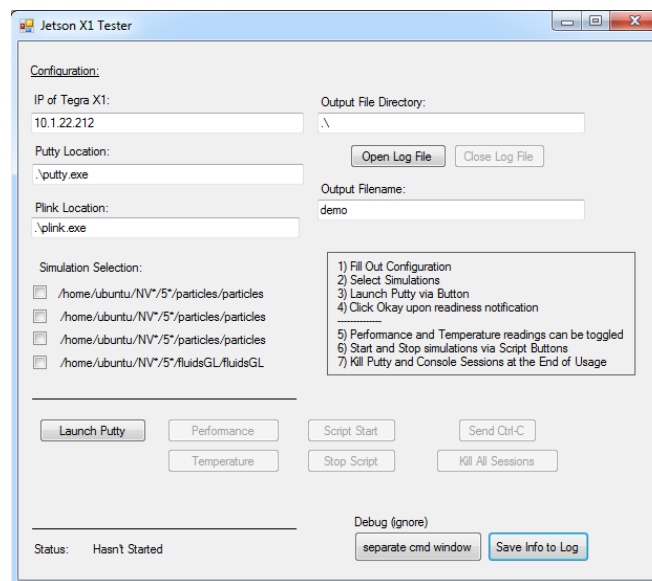 Jetson X1 Tester
Configuration:
IP of Tegra X1:
10.1.22.212
Putty Location:
.\putty.exe
Plink Location:
.\plink.exe
Output File Directory:
.\
Open Log File
Close Log File
Output Filename:
demo
Simulation Selection:
/home/ubuntu/NV*/5*/particles/particles
/home/ubuntu/NV*/5*/particles/particles
/home/ubuntu/NV*/5*/particles/particles
/home/ubuntu/NV*/5*/fluidsGL/fluidsGL
1) Fill Out Configuration
2) Select Simulations
3) Launch Putty via Button
4) Click Okay upon readiness notification
--------------
5) Performance and Temperature readings can be toggled
6) Start and Stop simulations via Script Buttons
7) Kill Putty and Console Sessions at the End of Usage
Launch Putty
Performance
Script Start
Send Ctrl-C
Temperature
Stop Script
Kill All Sessions
Status: Hasn't Started
Debug (ignore)
separate cmd window
Save Info to Log